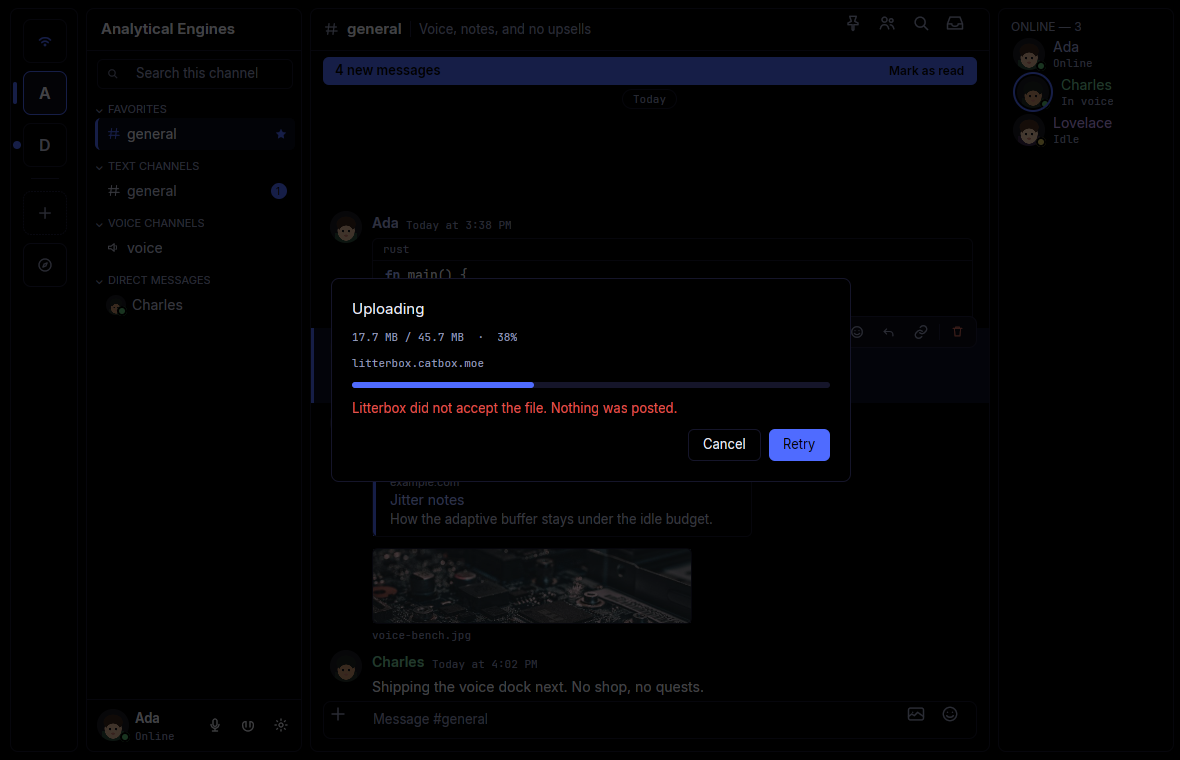 A
D
Analytical Engines
Search this channel
FAVORITES
general
TEXT CHANNELS
general
1
VOICE CHANNELS
voice
DIRECT MESSAGES
Charles
Ada
Online
general
Voice, notes, and no upsells
4 new messages
Mark as read
Today
Ada Today at 3:38 PM
rust
fn main() {
Uploading
17.7 MB / 45.7 MB · 38%
litterbox.catbox.moe
Litterbox did not accept the file. Nothing was posted.
Cancel
Retry
example.com
Jitter notes
How the adaptive buffer stays under the idle budget.
voice-bench.jpg
Charles Today at 4:02 PM
Shipping the voice dock next. No shop, no quests.
Message #general
ONLINE — 3
Ada
Online
Charles
In voice
Lovelace
Idle